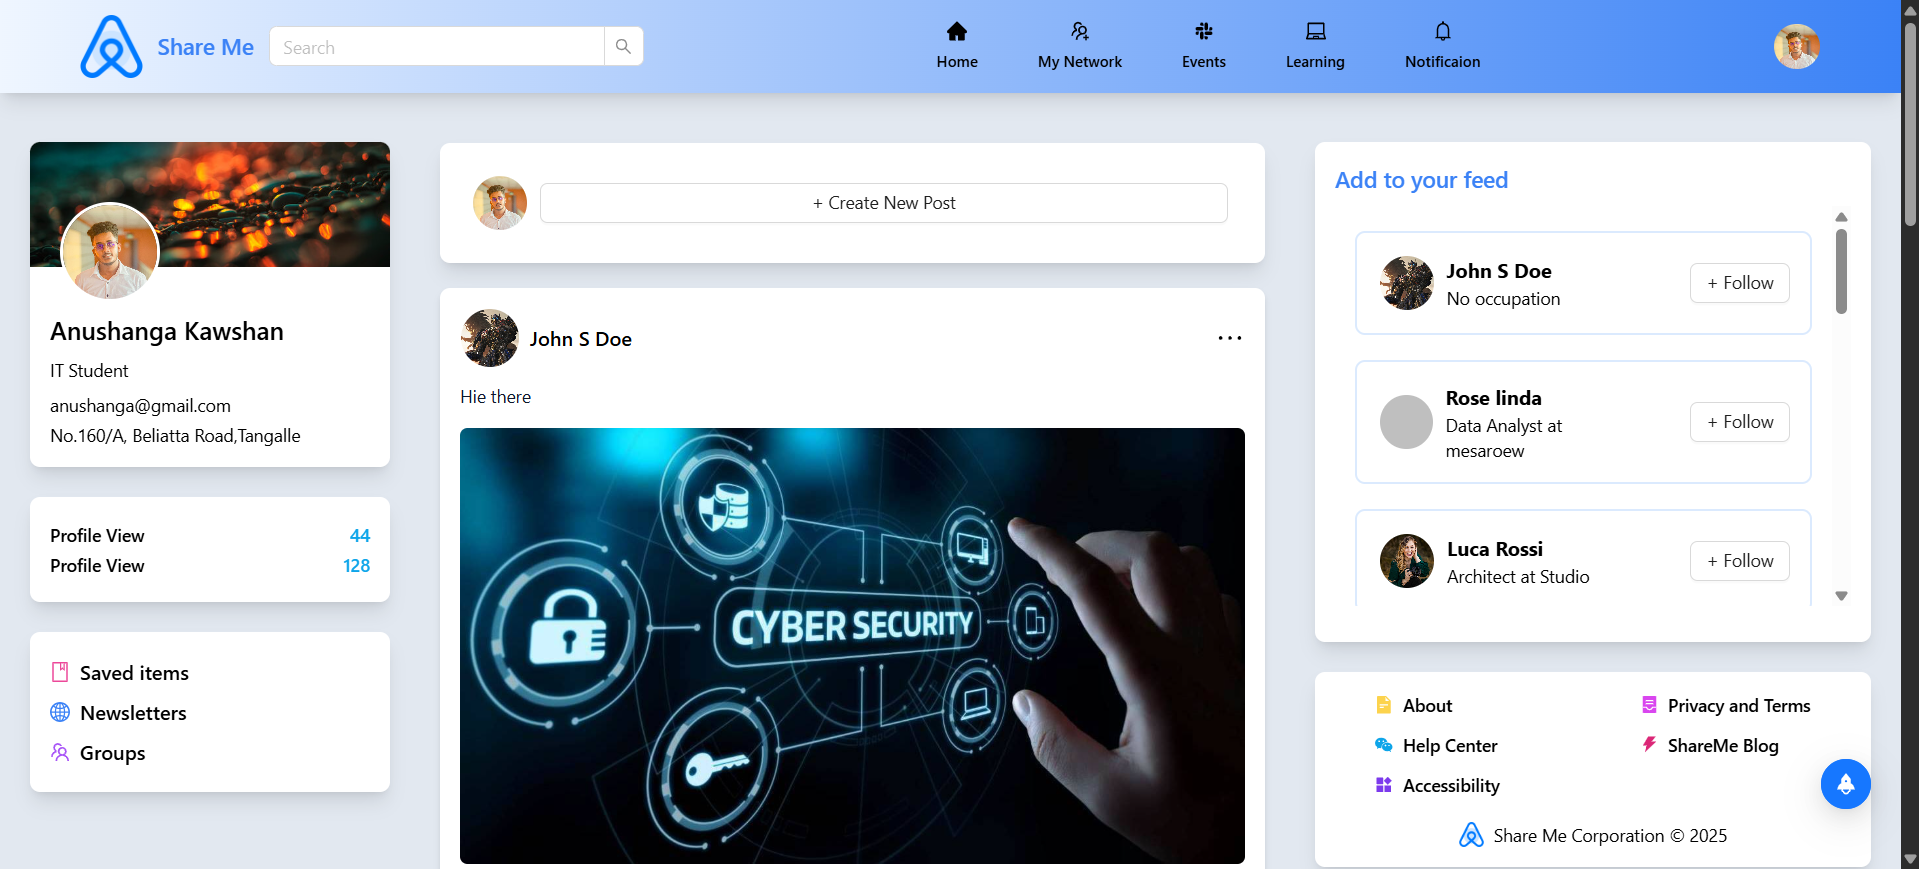 Share Me
Search
Home
My Network
Events
Learning
Notificaion
Anushanga Kawshan
IT Student
anushanga@gmail.com
No.160/A, Beliatta Road,Tangalle
Profile View 44
Profile View 128
Saved items
Newsletters
Groups
+ Create New Post
John S Doe
Hie there
CYBER SECURITY
Add to your feed
John S Doe
No occupation
+ Follow
Rose linda
Data Analyst at
mesaroew
+ Follow
Luca Rossi
Architect at Studio
+ Follow
About
Privacy and Terms
Help Center
ShareMe Blog
Accessibility
Share Me Corporation © 2025